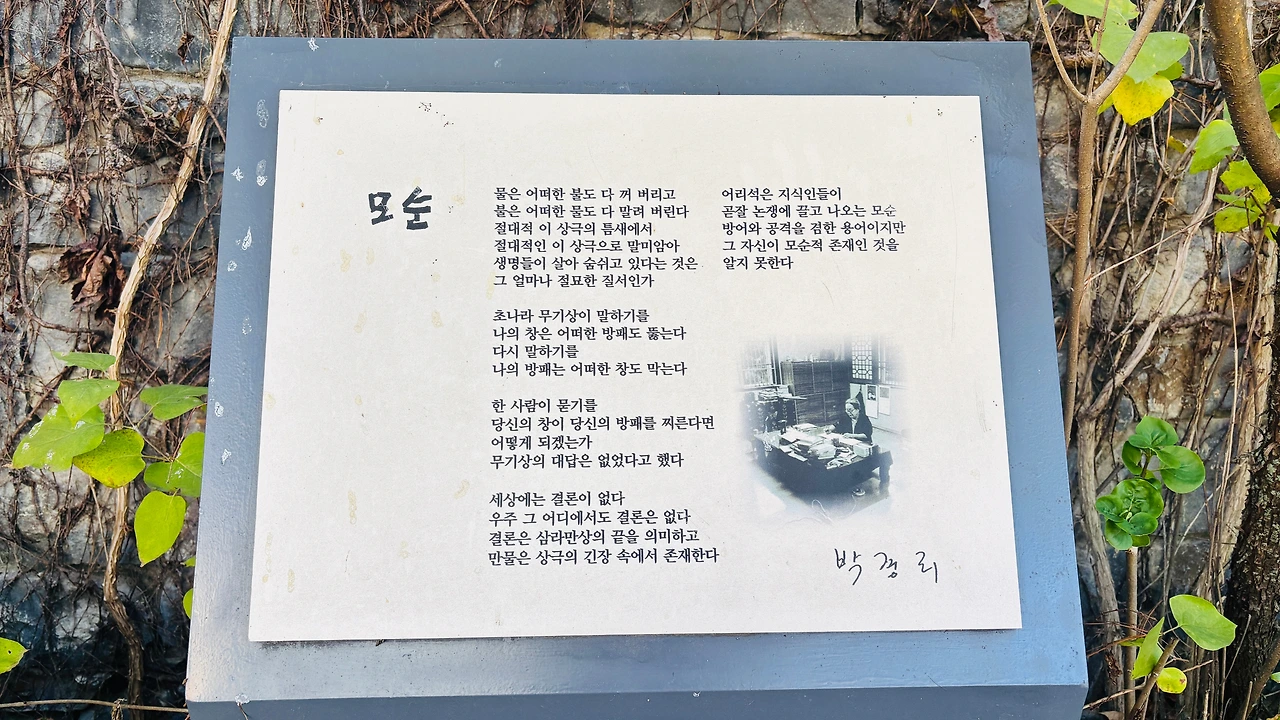 모순
물은 어떠한 불도 다 꺼 버리고
불은 어떠한 물도 다 말려 버린다
절대적 이 상극의 틈새에서
절대적인 이 상극으로 말미암아
생명들이 살아 숨쉬고 있다는 것은
그 얼마나 절묘한 질서인가
초나라 무기상이 말하기를
나의 창은 어떠한 방패도 뚫는다
다시 말하기를
나의 방패는 어떠한 창도 막는다
한 사람이 묻기를
당신의 창이 당신의 방패를 찌른다면
어떻게 되겠는가
무기상의 대답은 없었다고 했다
세상에는 결론이 없다
우주 그 어디에서도 결론은 없다
결론은 삼라만상의 끝을 의미하고
만물은 상극의 긴장 속에서 존재한다
어리석은 지식인들이
곧잘 논쟁에 끌고 나오는 모순
방어와 공격을 겸한 용어이지만
그 자신이 모순적 존재인 것을
알지 못한다
박경리